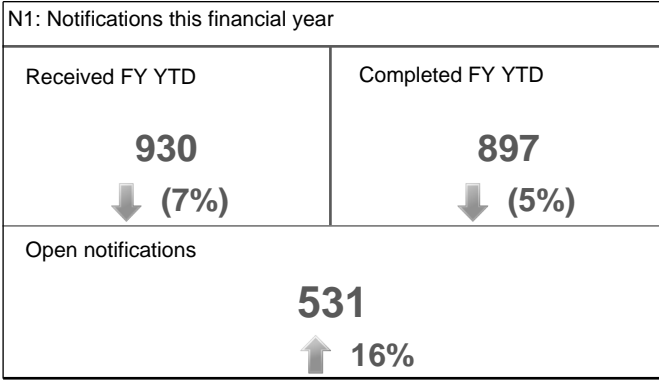 N1: Notifications this financial year
Received FY YTD
930
(7%)
Completed FY YTD
897
(5%)
Open notifications
531
16%